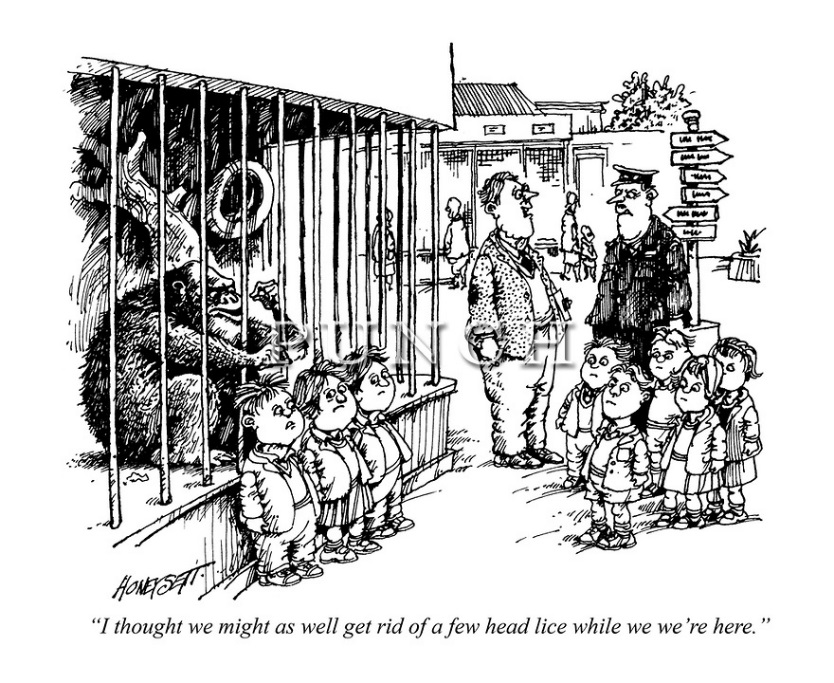 PUNCH
HONEYSETT.
“I thought we might as well get rid of a few head lice while we we’re here.”